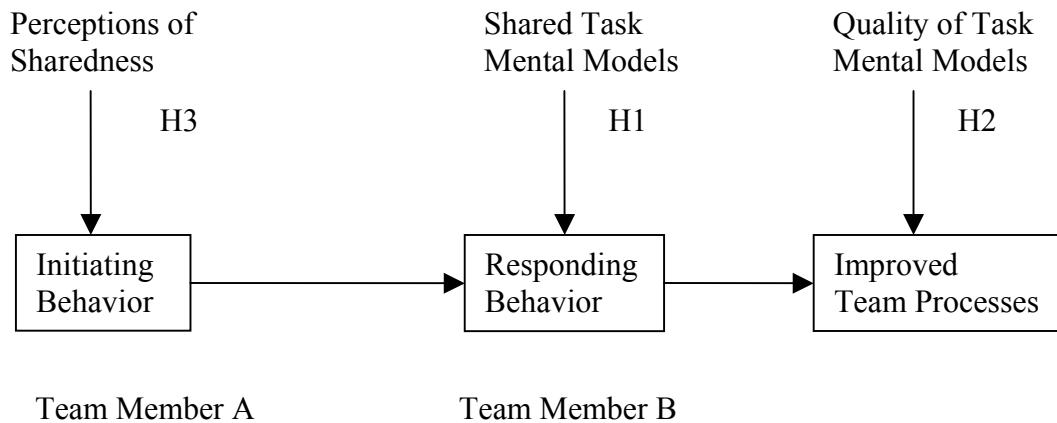 Perceptions of
Sharedness
Shared Task
Mental Models
Quality of Task
Mental Models
H3
H1
H2
Initiating
Behavior
Responding
Behavior
Improved
Team Processes
Team Member A
Team Member B